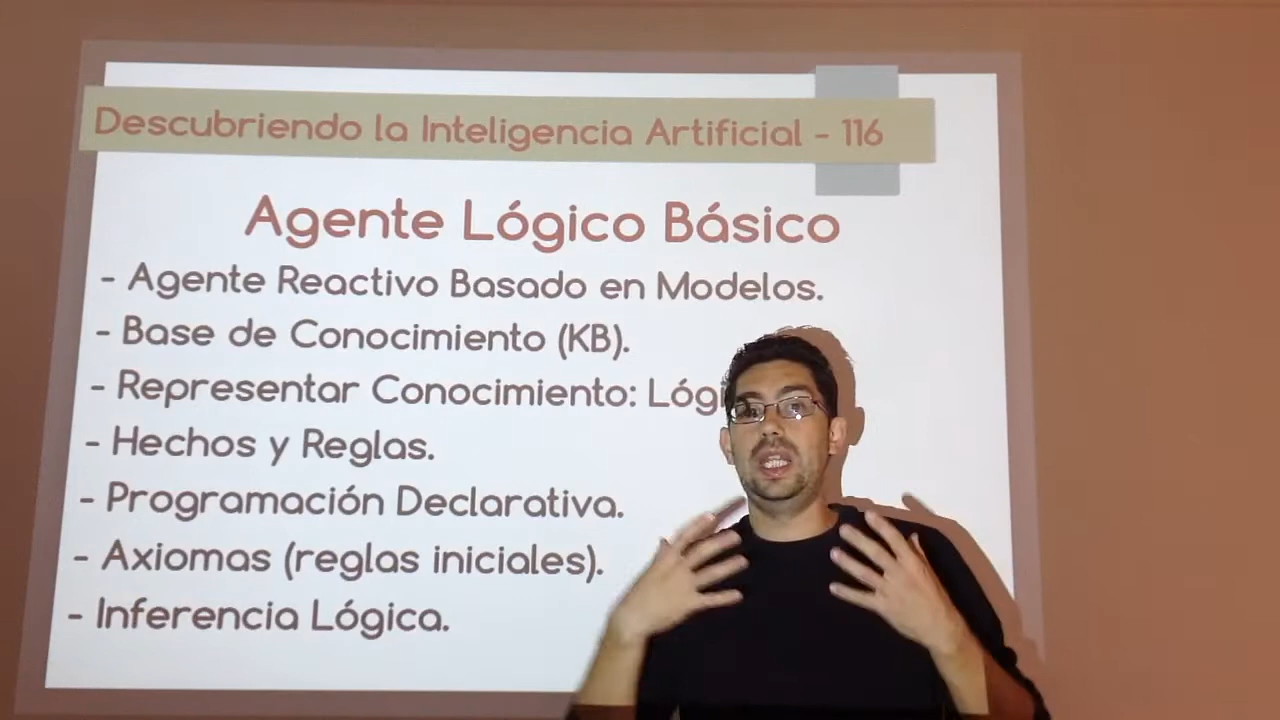 Descubriendo la Inteligencia Artificial - 116
Agente Lógico Básico
- Agente Reactivo Basado en Modelos.
- Base de Conocimiento (KB).
- Representar Conocimiento:
- Hechos y Reglas.
- Programación Declarativa.
- Axiomas (reglas iniciales).
- Inferencia Lógica.